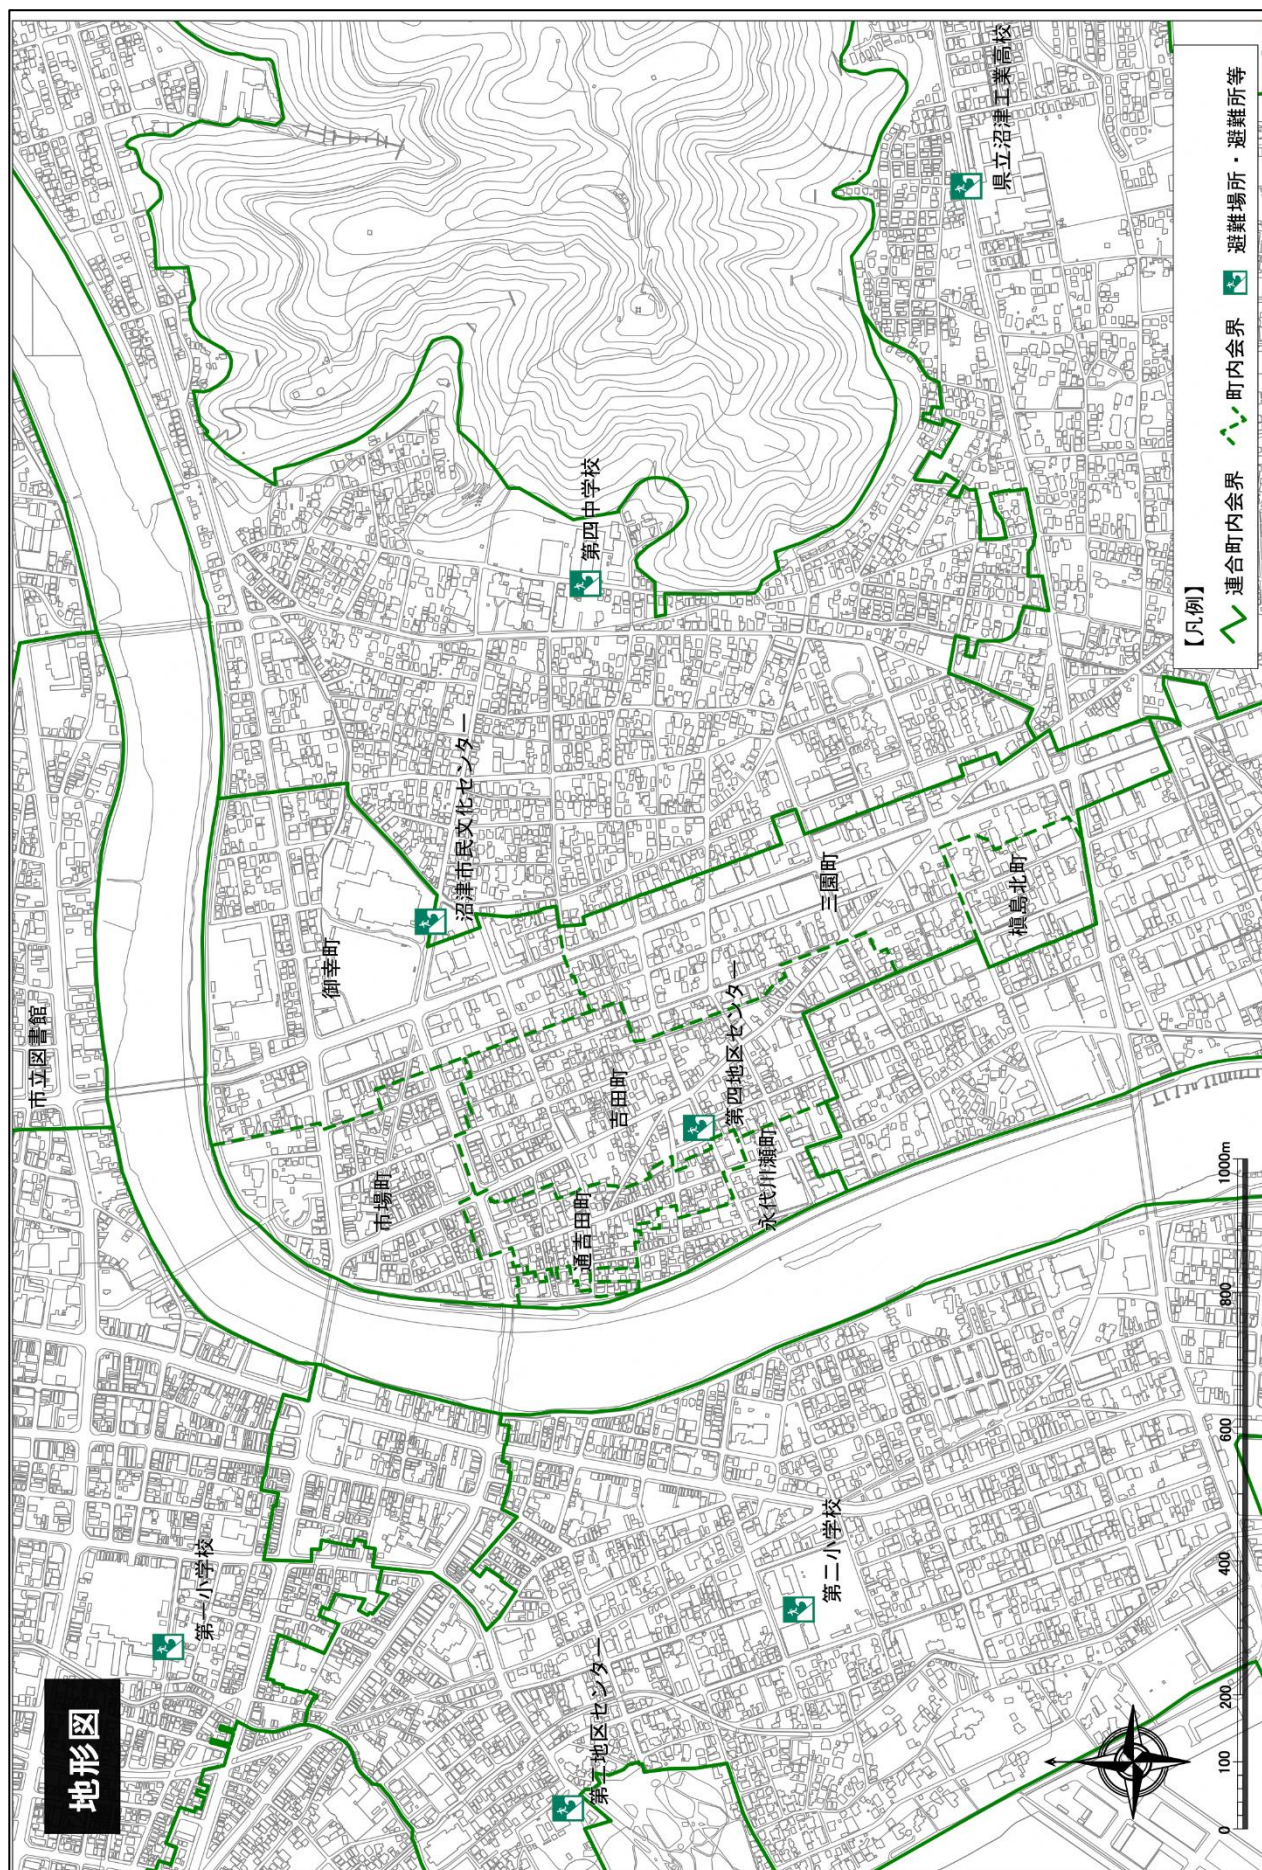 地形図
市立図書館
第一小学校
御幸町
市場町
沼津市民文化センター
第四中学校
県立沼津工業高校
第二地区センター
通吉田町
吉田町
第四地区センター
永代川瀬町
三園町
第二小学校
槇島北町
【凡例】
連合町内会界
町内会界
避難場所・避難所等
0
100
200
400
600
800
1000m